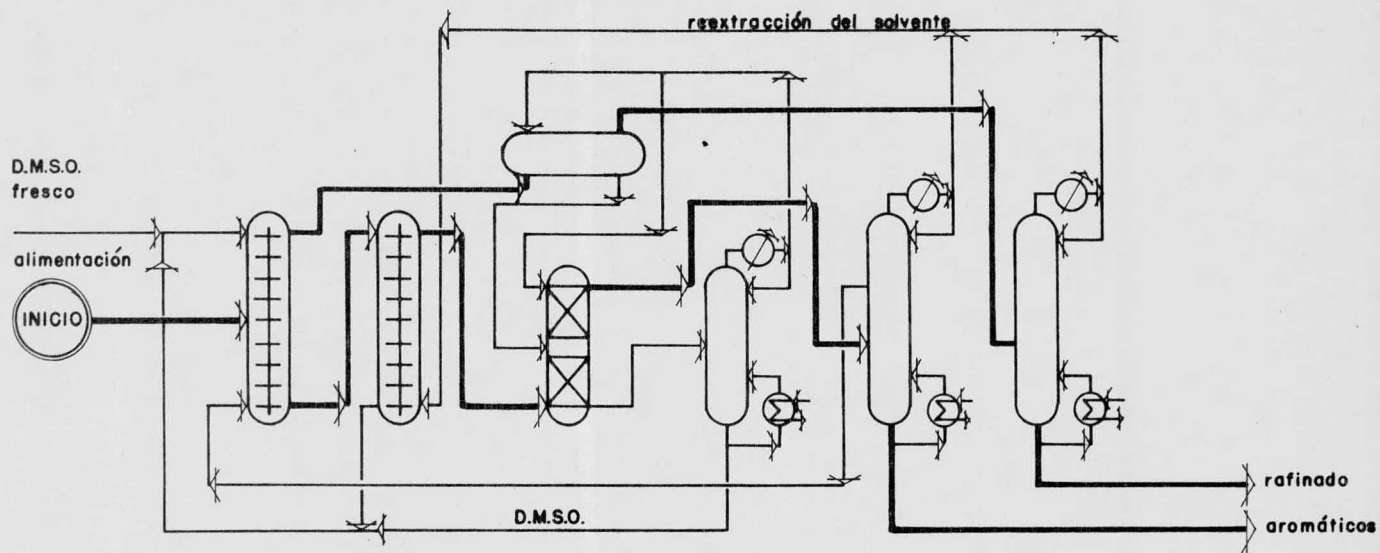 reextracción del solvente
D.M.S.O.
fresco
alimentación
INICIO
D.M.S.O.
rafinado
aromáticos